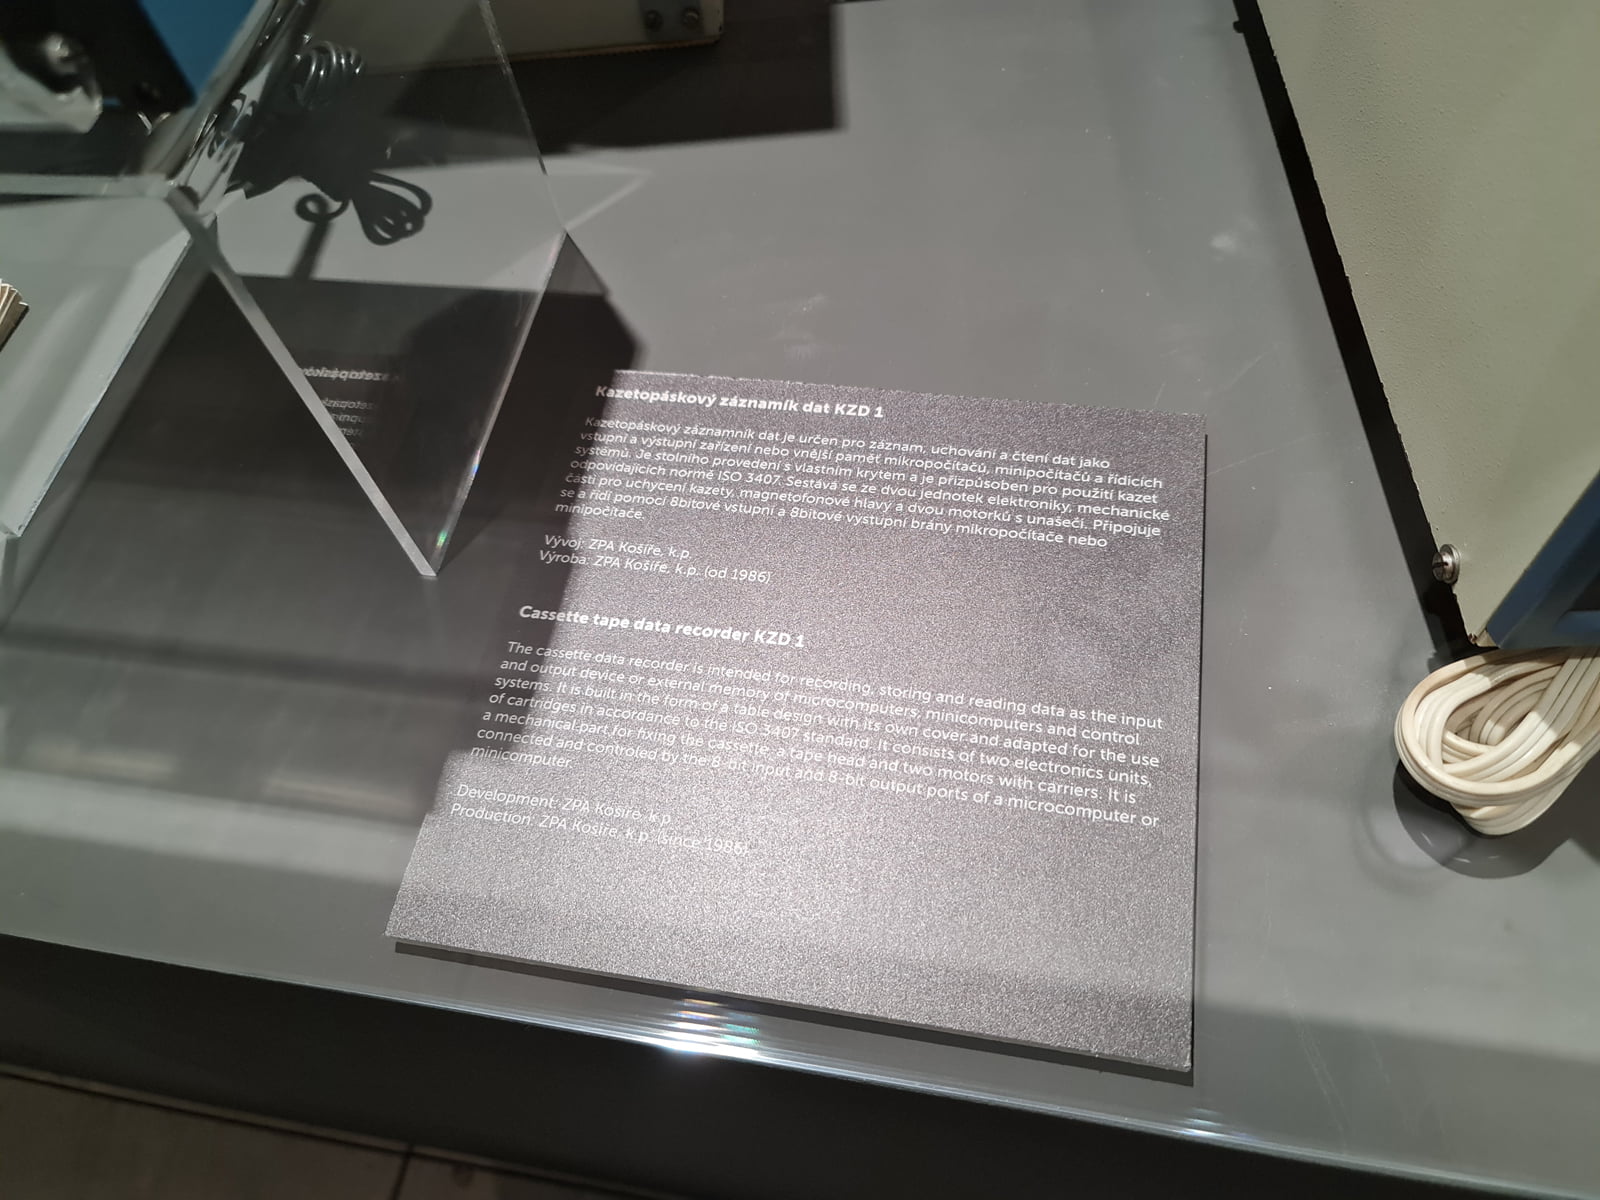 Kazetopáskový záznamík dat KZD 1
Kazetopáskový záznamník dat je určen pro záznam, uchování a čtení dat jako
vstupní a výstupní zařízení nebo vnější paměť mikropočítačů, minipočítačů a řídicích
systémů. Je stolního provedení s vlastním krytem a je přizpůsoben pro použití kazet
odpovídajících normě ISO 3407. Sestává se ze dvou jednotek elektroniky, mechanické
části pro uchycení kazety, magnetofonové hlavy a dvou motorků s unašeči. Připojuje
se a řídí pomocí 8bitové vstupní a 8bitové vystupní brány mikropočítače nebo
minipočítače.
Vývoj: ZPA Košíře, k.p.
Výroba: ZPA Košíře, k.p. (od 1986)
Cassette tape data recorder KZD 1
The cassette data recorder is intended for recording, storing and reading data as the input
and output device or external memory of microcomputers, minicomputers and control
systems. It is built in the form of a table design with its own cover and adapted for the use
of cartridges in accordance to the ISO 3407 standard. It consists of two electronics units,
a mechanical part for fixing the cassette, a tape head and two motors with carriers. It is
connected and controled by the 8-bit input and 8-bit output ports of a microcomputer or
minicomputer.
Development: ZPA Košíře, k.p.
Production: ZPA Košíře, k.p. (since 1986)